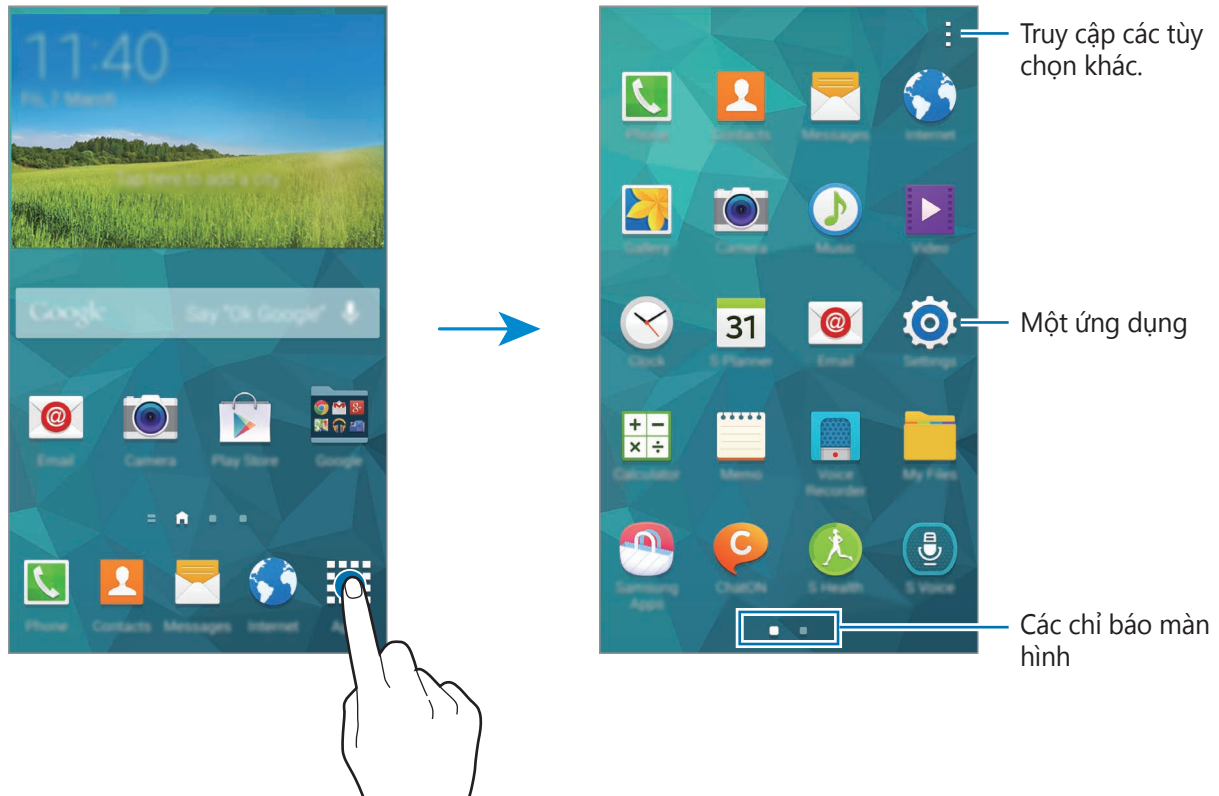 11:40
Fri, 7 March
Tap here to add a city
Google Say "Ok Google"
Email Camera Play Store Google
Phone Contacts Messages Internet
Truy cập các tùy
chọn khác.
Phone Contacts Messages Internet
Gallery Camera Music Video
31
Clock S Planner Email Settings
Một ứng dụng
Calculator Memo Voice
Recorder My Files
C
Samsung
Apps ChatON S Health S Voice
Các chỉ báo màn
hình